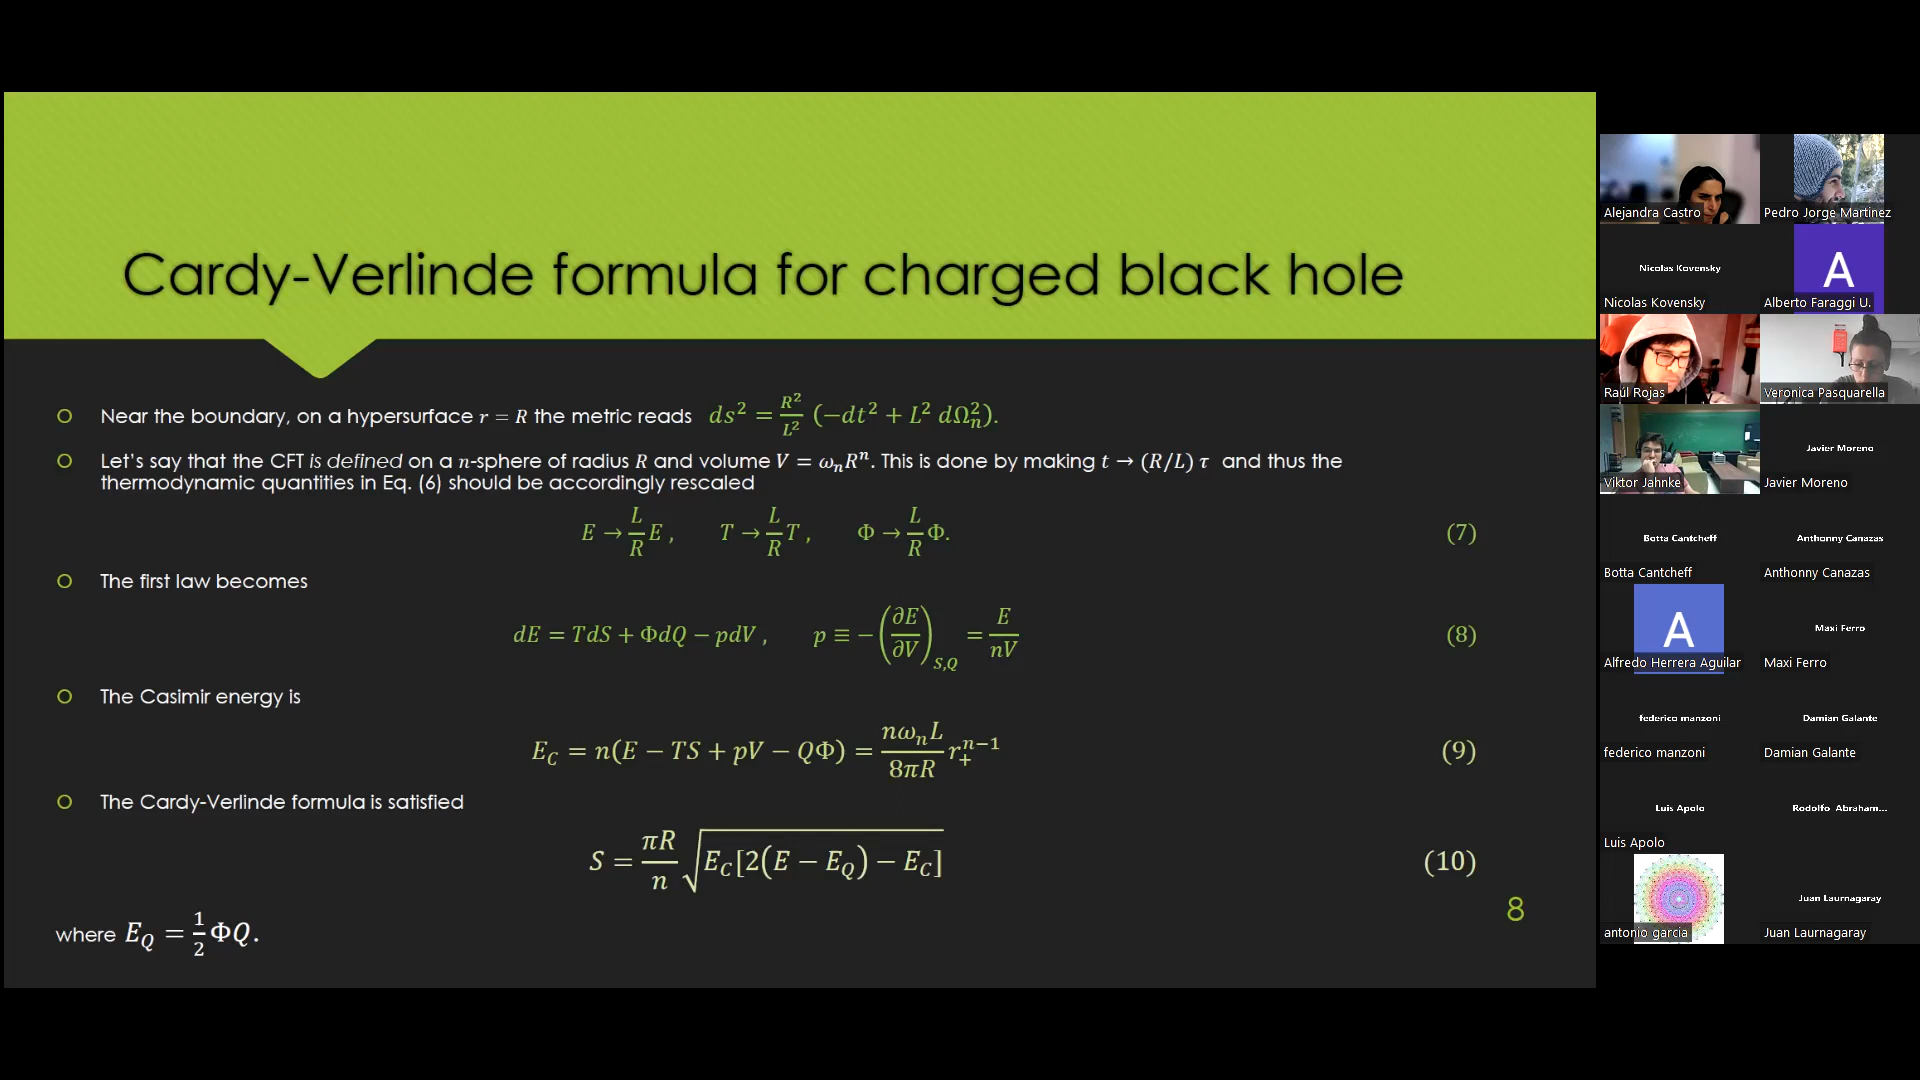 Cardy-Verlinde formula for charged black hole
Near the boundary, on a hypersurface r = R the metric reads ds² = R²/L² (−dt² + L² dΩₙ²).
Let's say that the CFT is defined on a n-sphere of radius R and volume V = ωₙRⁿ. This is done by making t → (R/L) τ and thus the
thermodynamic quantities in Eq. (6) should be accordingly rescaled
E → L/R E , T → L/R T , Φ → L/R Φ. (7)
The first law becomes
dE = TdS + ΦdQ − pdV , p ≡ −(∂E/∂V)_{S,Q} = E/nV (8)
The Casimir energy is
E_C = n(E − TS + pV − QΦ) = nωₙL/8πR r₊ⁿ⁻¹ (9)
The Cardy-Verlinde formula is satisfied
S = πR/n √(E_C[2(E − E_Q) − E_C]) (10)
where E_Q = ½ΦQ.
8
Alejandra Castro
Pedro Jorge Martinez
Nicolas Kovensky
Nicolas Kovensky
A
Alberto Faraggi U.
Raúl Rojas
Veronica Pasquarella
Viktor Jahnke
Javier Moreno
Javier Moreno
Botta Cantcheff
Botta Cantcheff
Anthonny Canazas
Anthonny Canazas
A
Alfredo Herrera Aguilar
Maxi Ferro
Maxi Ferro
federico manzoni
federico manzoni
Damian Galante
Damian Galante
Luis Apolo
Luis Apolo
Rodolfo Abraham...
antonio garcia
Juan Laurnagaray
Juan Laurnagaray